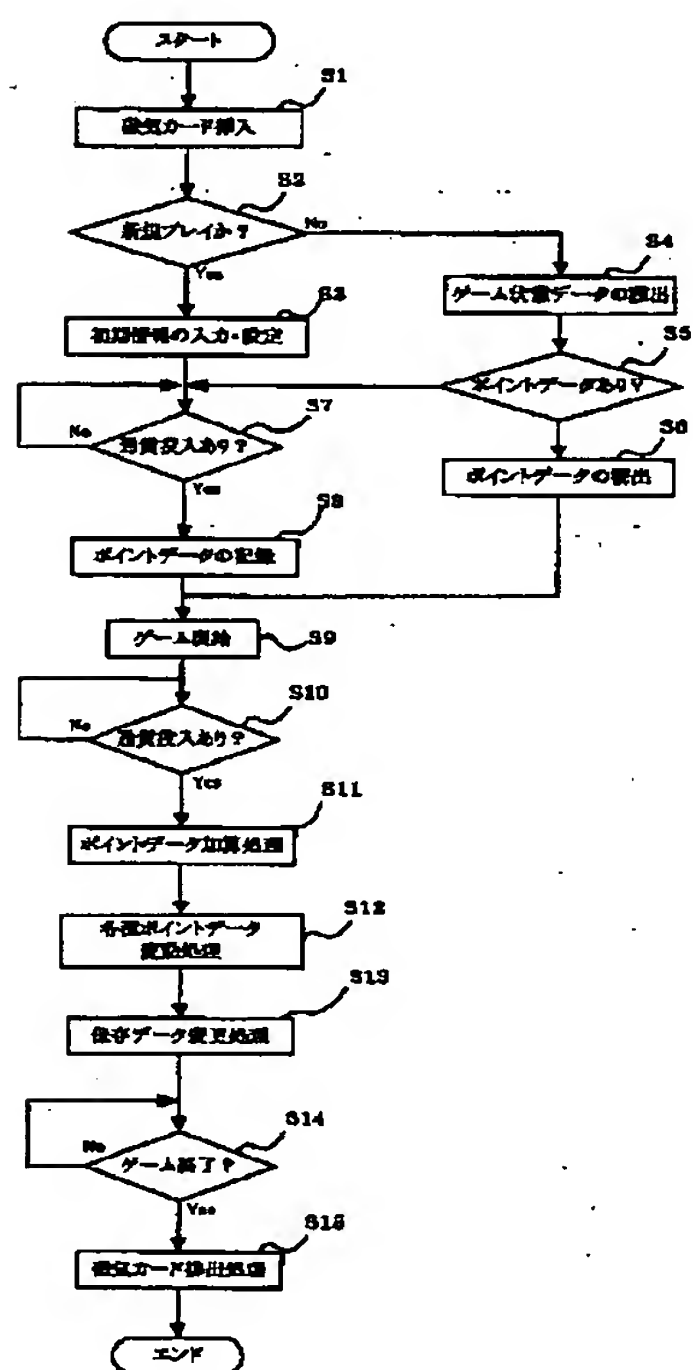 スタート
S1
磁気カード挿入
S2
新規プレイか?
No
Yes
S4
ゲーム状態データの読出
S3
初期情報の入力・設定
S5
ポイントデータあり?
S7
No
通貨投入あり?
Yes
S6
ポイントデータの読出
S8
ポイントデータの記録
ゲーム開始
S9
S10
No
通貨投入あり?
Yes
S11
ポイントデータ加算処理
S12
各種ポイントデータ
変換処理
S13
保存データ変更処理
S14
No
ゲーム終了?
Yes
S15
磁気カード排出処理
エンド